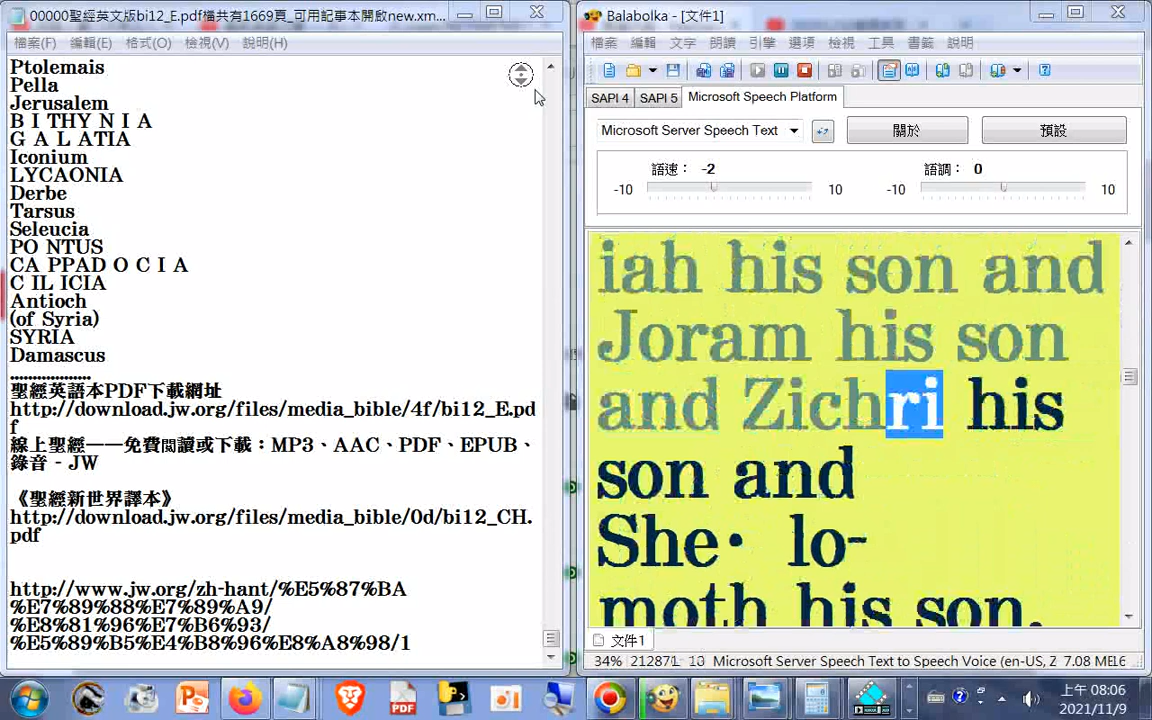 00000聖經英文版bi12_E.pdf檔共有1669頁_可用記事本開啟new.xm...
檔案(F) 編輯(E) 格式(O) 檢視(V) 說明(H)
Ptolemais
Pella
Jerusalem
B I THY N I A
G A L ATIA
Iconium
LYCAONIA
Derbe
Tarsus
Seleucia
PO NTUS
CA PPAD O C I A
C IL ICIA
Antioch
(of Syria)
SYRIA
Damascus
..................
聖經英語本PDF下載網址
http://download.jw.org/files/media_bible/4f/bi12_E.pd
f
線上聖經——免費閱讀或下載：MP3、AAC、PDF、EPUB、
錄音 - JW
《聖經新世界譯本》
http://download.jw.org/files/media_bible/0d/bi12_CH.
pdf
http://www.jw.org/zh-hant/%E5%87%BA
%E7%89%88%E7%89%A9/
%E8%81%96%E7%B6%93/
%E5%89%B5%E4%B8%96%E8%A8%98/1
Balabolka - [文件1]
檔案 編輯 文字 朗讀 引擎 選項 檢視 工具 書籤 說明
SAPI 4 SAPI 5 Microsoft Speech Platform
Microsoft Server Speech Text 關於 預設
語速： -2 語調： 0
-10 10 -10 10
iah his son and
Joram his son
and Zichri his
son and
She· lo-
moth his son.
文件1
34% 212871- 13 Microsoft Server Speech Text to Speech Voice (en-US, Z 7.08 МЕ1.6
PDF
上午 08:06
2021/11/9